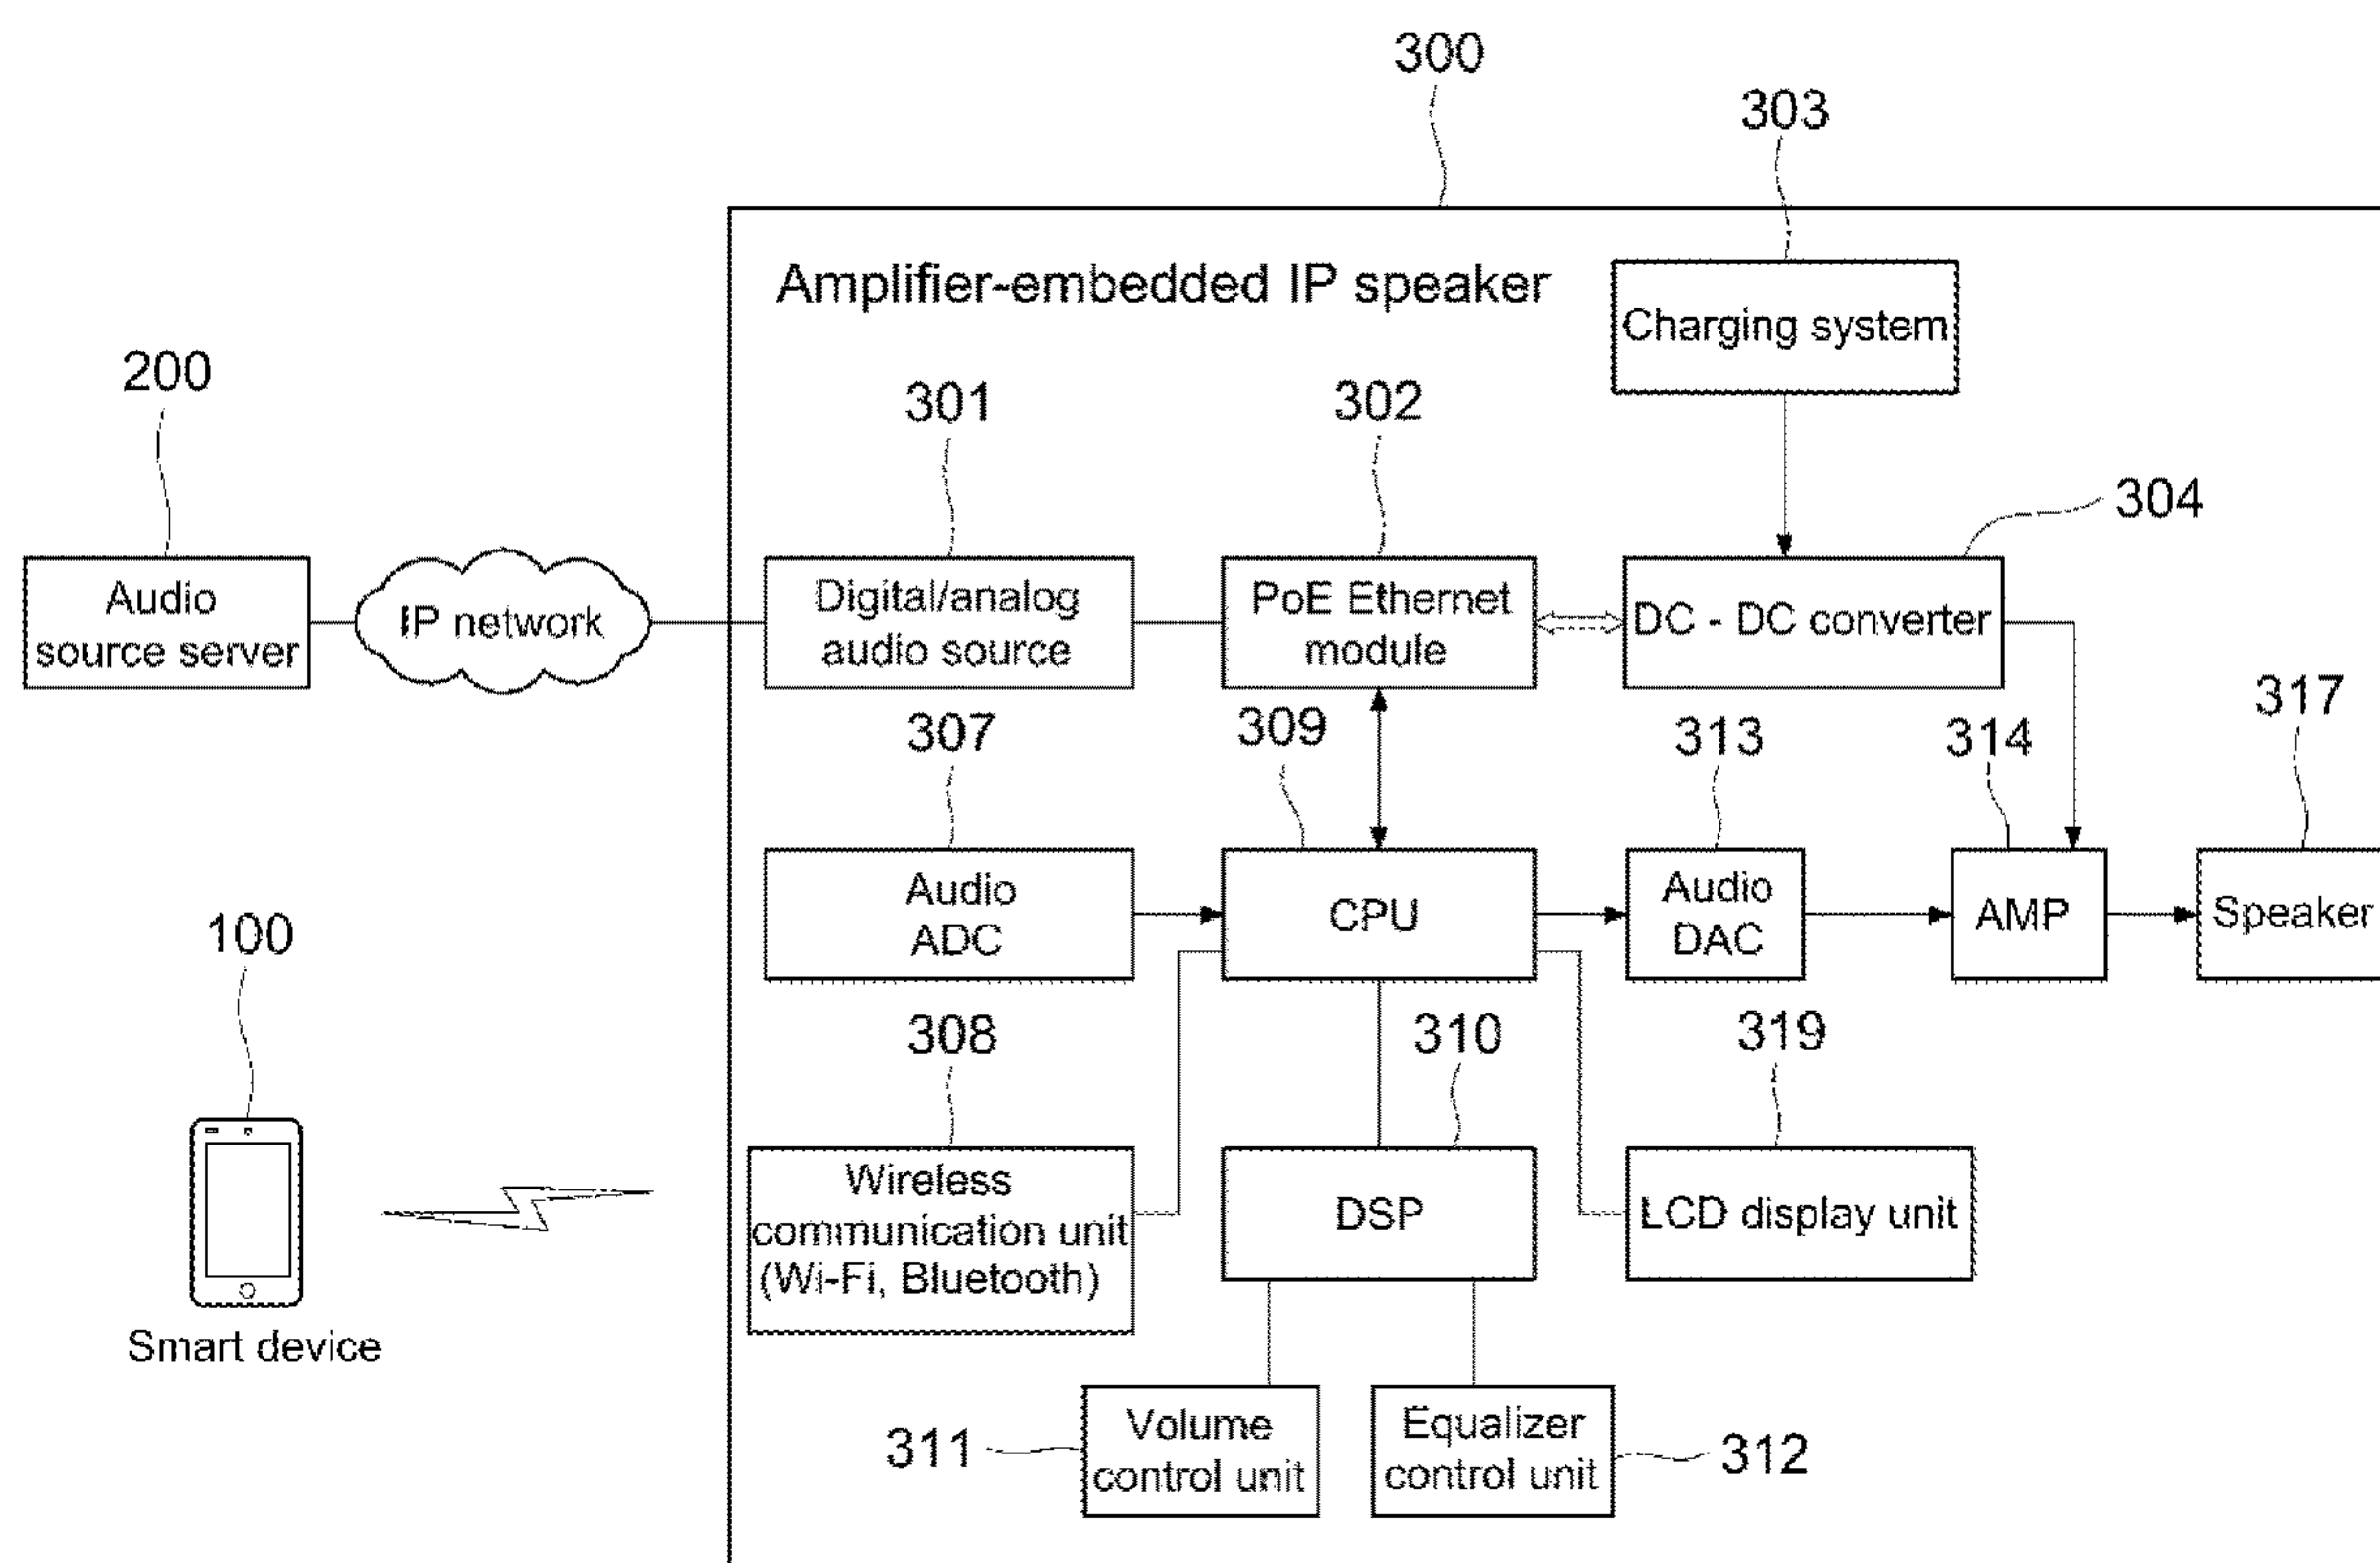 300
303
Amplifier-embedded IP speaker
Charging system
200
301
302
304
Audio
source server
IP network
Digital/analog
audio source
PoE Ethernet
module
DC - DC converter
307
309
313
314
317
Audio
ADC
CPU
Audio
DAC
AMP
Speaker
100
308
310
319
Wireless
communication unit
(Wi-Fi, Bluetooth)
DSP
LCD display unit
Smart device
311
Volume
control unit
Equalizer
control unit
312